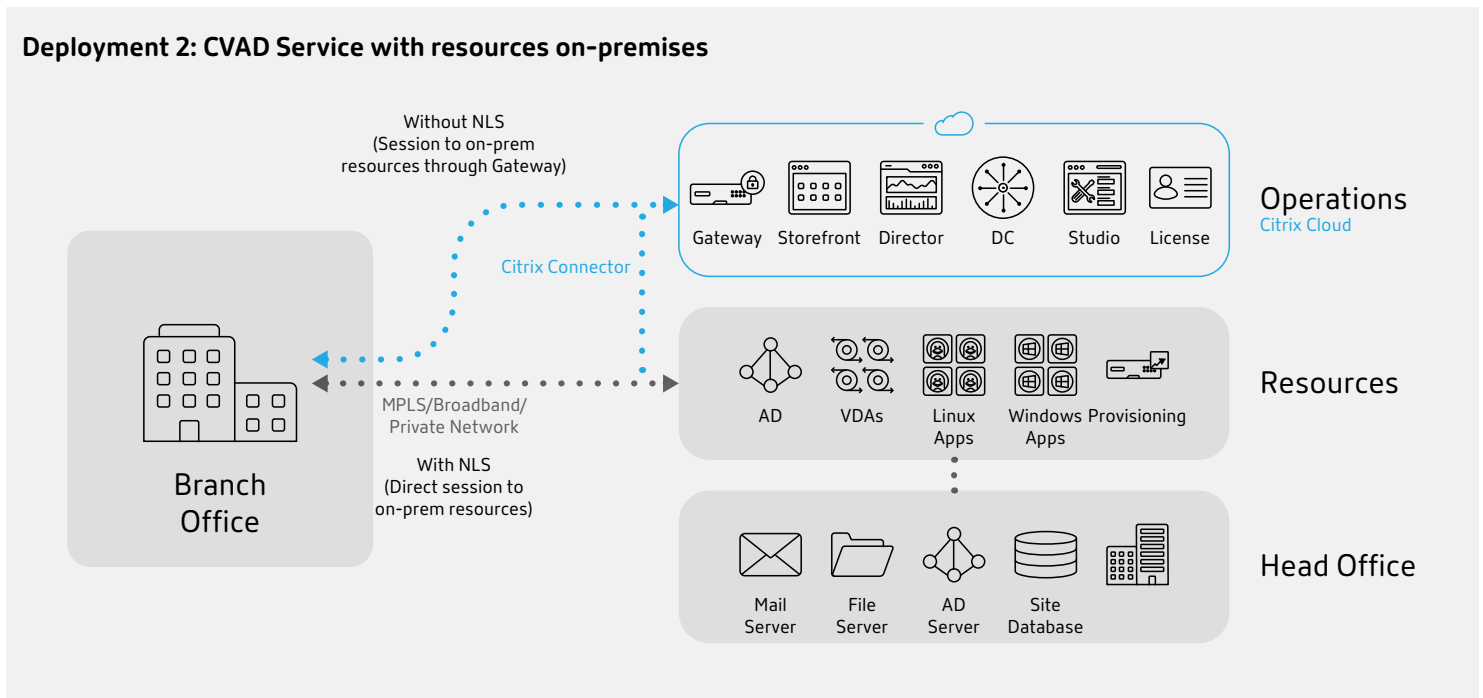 Deployment 2: CVAD Service with resources on-premises
Without NLS
(Session to on-prem
resources through Gateway)
Gateway
Storefront
Director
DC
Studio
License
Operations
Citrix Cloud
Citrix Connector
MPLS/Broadband/
Private Network
With NLS
(Direct session to
on-prem resources)
Branch
Office
AD
VDAs
Linux
Apps
Windows
Apps
Provisioning
Resources
Mail
Server
File
Server
AD
Server
Site
Database
Head Office